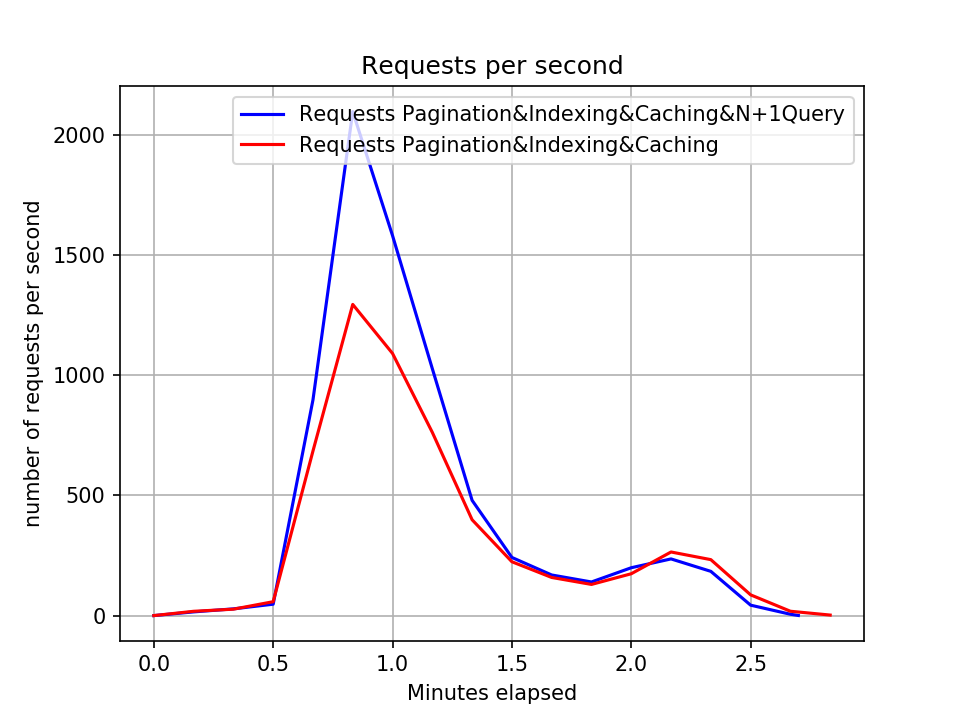 Requests per second
Requests Pagination&Indexing&Caching&N+1Query
Requests Pagination&Indexing&Caching
number of requests per second
2000
1500
1000
500
0
0.0 0.5 1.0 1.5 2.0 2.5
Minutes elapsed